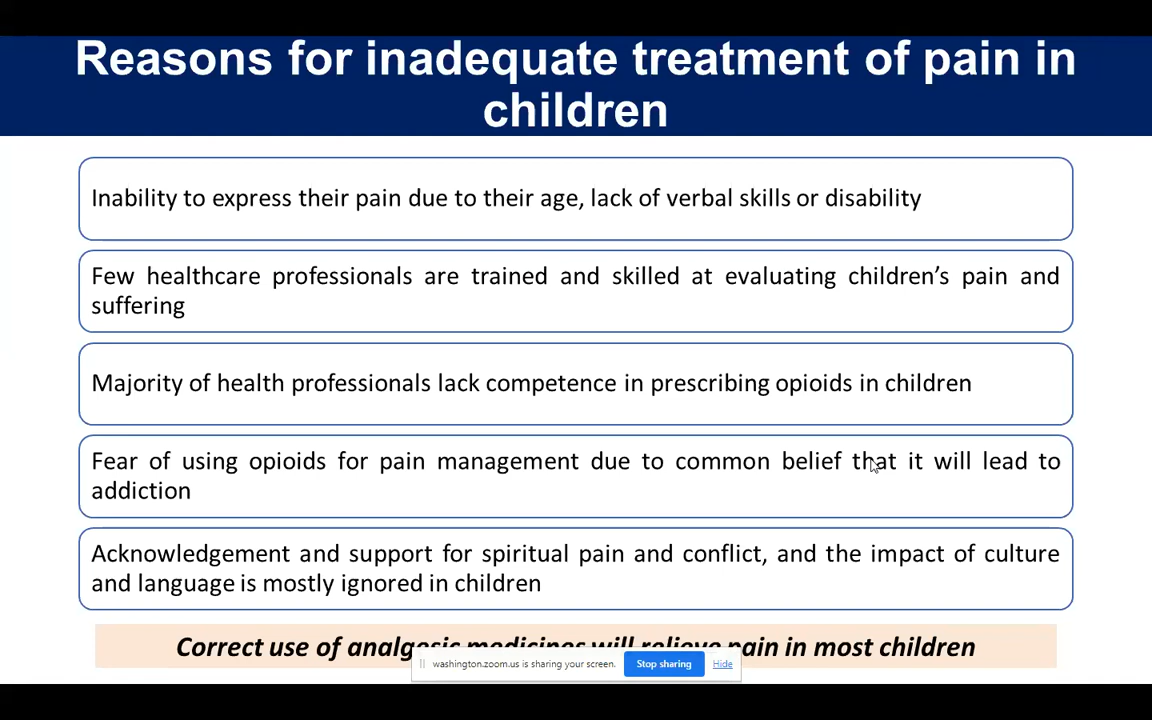 Reasons for inadequate treatment of pain in
children
Inability to express their pain due to their age, lack of verbal skills or disability
Few healthcare professionals are trained and skilled at evaluating children’s pain and
suffering
Majority of health professionals lack competence in prescribing opioids in children
Fear of using opioids for pain management due to common belief that it will lead to
addiction
Acknowledgement and support for spiritual pain and conflict, and the impact of culture
and language is mostly ignored in children
Correct use of analgesic medicines will relieve pain in most children
washington.zoom.us is sharing your screen. Stop sharing Hide